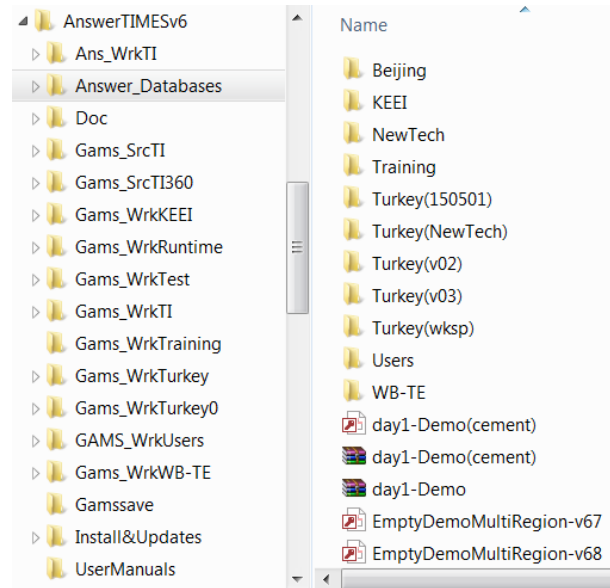 AnswerTIMESv6
Ans_WrkTI
Answer_Databases
Doc
Gams_SrcTI
Gams_SrcTI360
Gams_WrkKEEI
Gams_WrkRuntime
Gams_WrkTest
Gams_WrkTI
Gams_WrkTraining
Gams_WrkTurkey
Gams_WrkTurkey0
GAMS_WrkUsers
Gams_WrkWB-TE
Gamssave
Install&Updates
UserManuals
Name
Beijing
KEEI
NewTech
Training
Turkey(150501)
Turkey(NewTech)
Turkey(v02)
Turkey(v03)
Turkey(wksp)
Users
WB-TE
day1-Demo(cement)
day1-Demo(cement)
day1-Demo
EmptyDemoMultiRegion-v67
EmptyDemoMultiRegion-v68